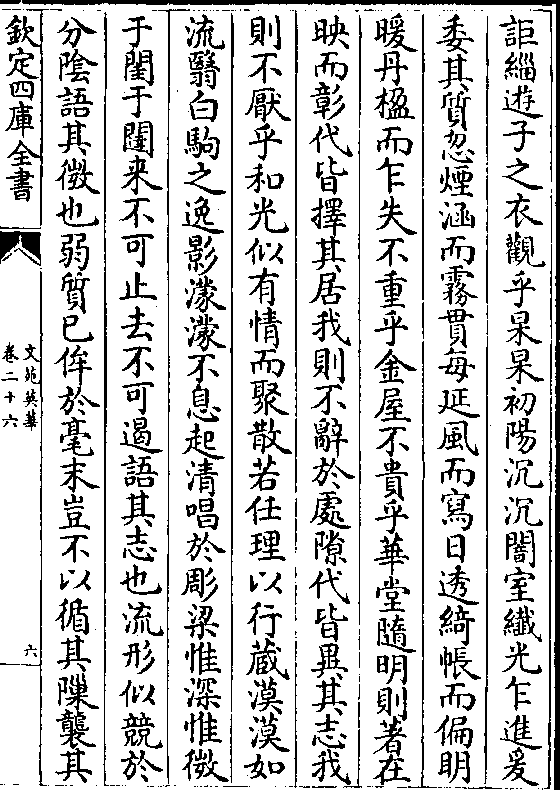 詎緇遊子之衣觀乎杲杲初陽沉沉闇室纎光乍進爰
委其質忽煙涵而霧貫每延風而寫日透綺帳而偏明
暖丹楹而乍失不重乎金屋不貴乎華堂隨明則著在
映而彰代皆擇其居我則不辭於處隙代皆異其志我
則不厭乎和光似有情而聚散若任理以行蔵漠漠如
流翳白駒之逸影濛濛不息起清唱於彫梁惟深惟微
于閨于闥来不可止去不可遏語其志也流形似競於
分陰語其微也弱質已侔於毫末豈不以循其隟襲其
欽定四庫全書
文苑英華
卷二十六
六